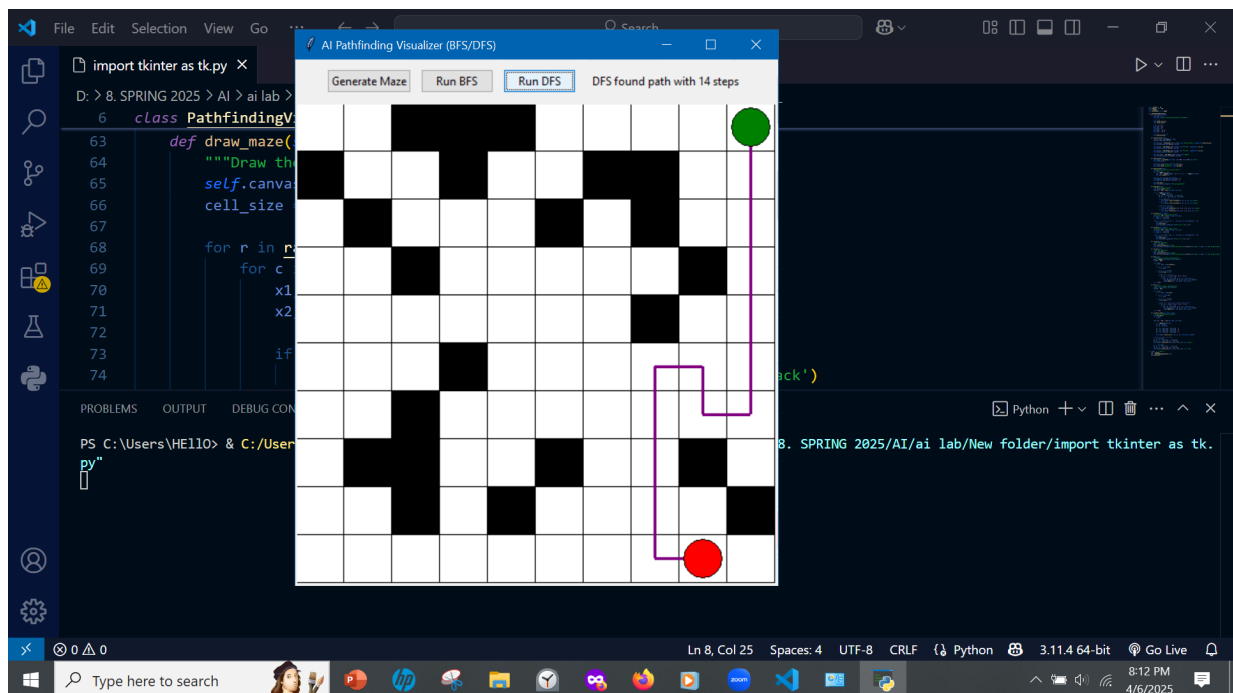 File Edit Selection View Go ··· Search
AI Pathfinding Visualizer (BFS/DFS)
import tkinter as tk.py
Generate Maze Run BFS Run DFS DFS found path with 14 steps
D: > 8. SPRING 2025 > AI > ai lab >
6 class PathfindingVi
63 def draw_maze(
64 """Draw the
65 self.canvas
66 cell_size
67
68 for r in ra
69 for c
70 x1
71 x2
72
73 if
74 ack')
PROBLEMS OUTPUT DEBUG CON Python
PS C:\Users\HEllO> & C:/User 8. SPRING 2025/AI/ai lab/New folder/import tkinter as tk.
py"
0 0 Ln 8, Col 25 Spaces: 4 UTF-8 CRLF Python 3.11.4 64-bit Go Live
Type here to search zoom 8:12 PM
4/6/2025